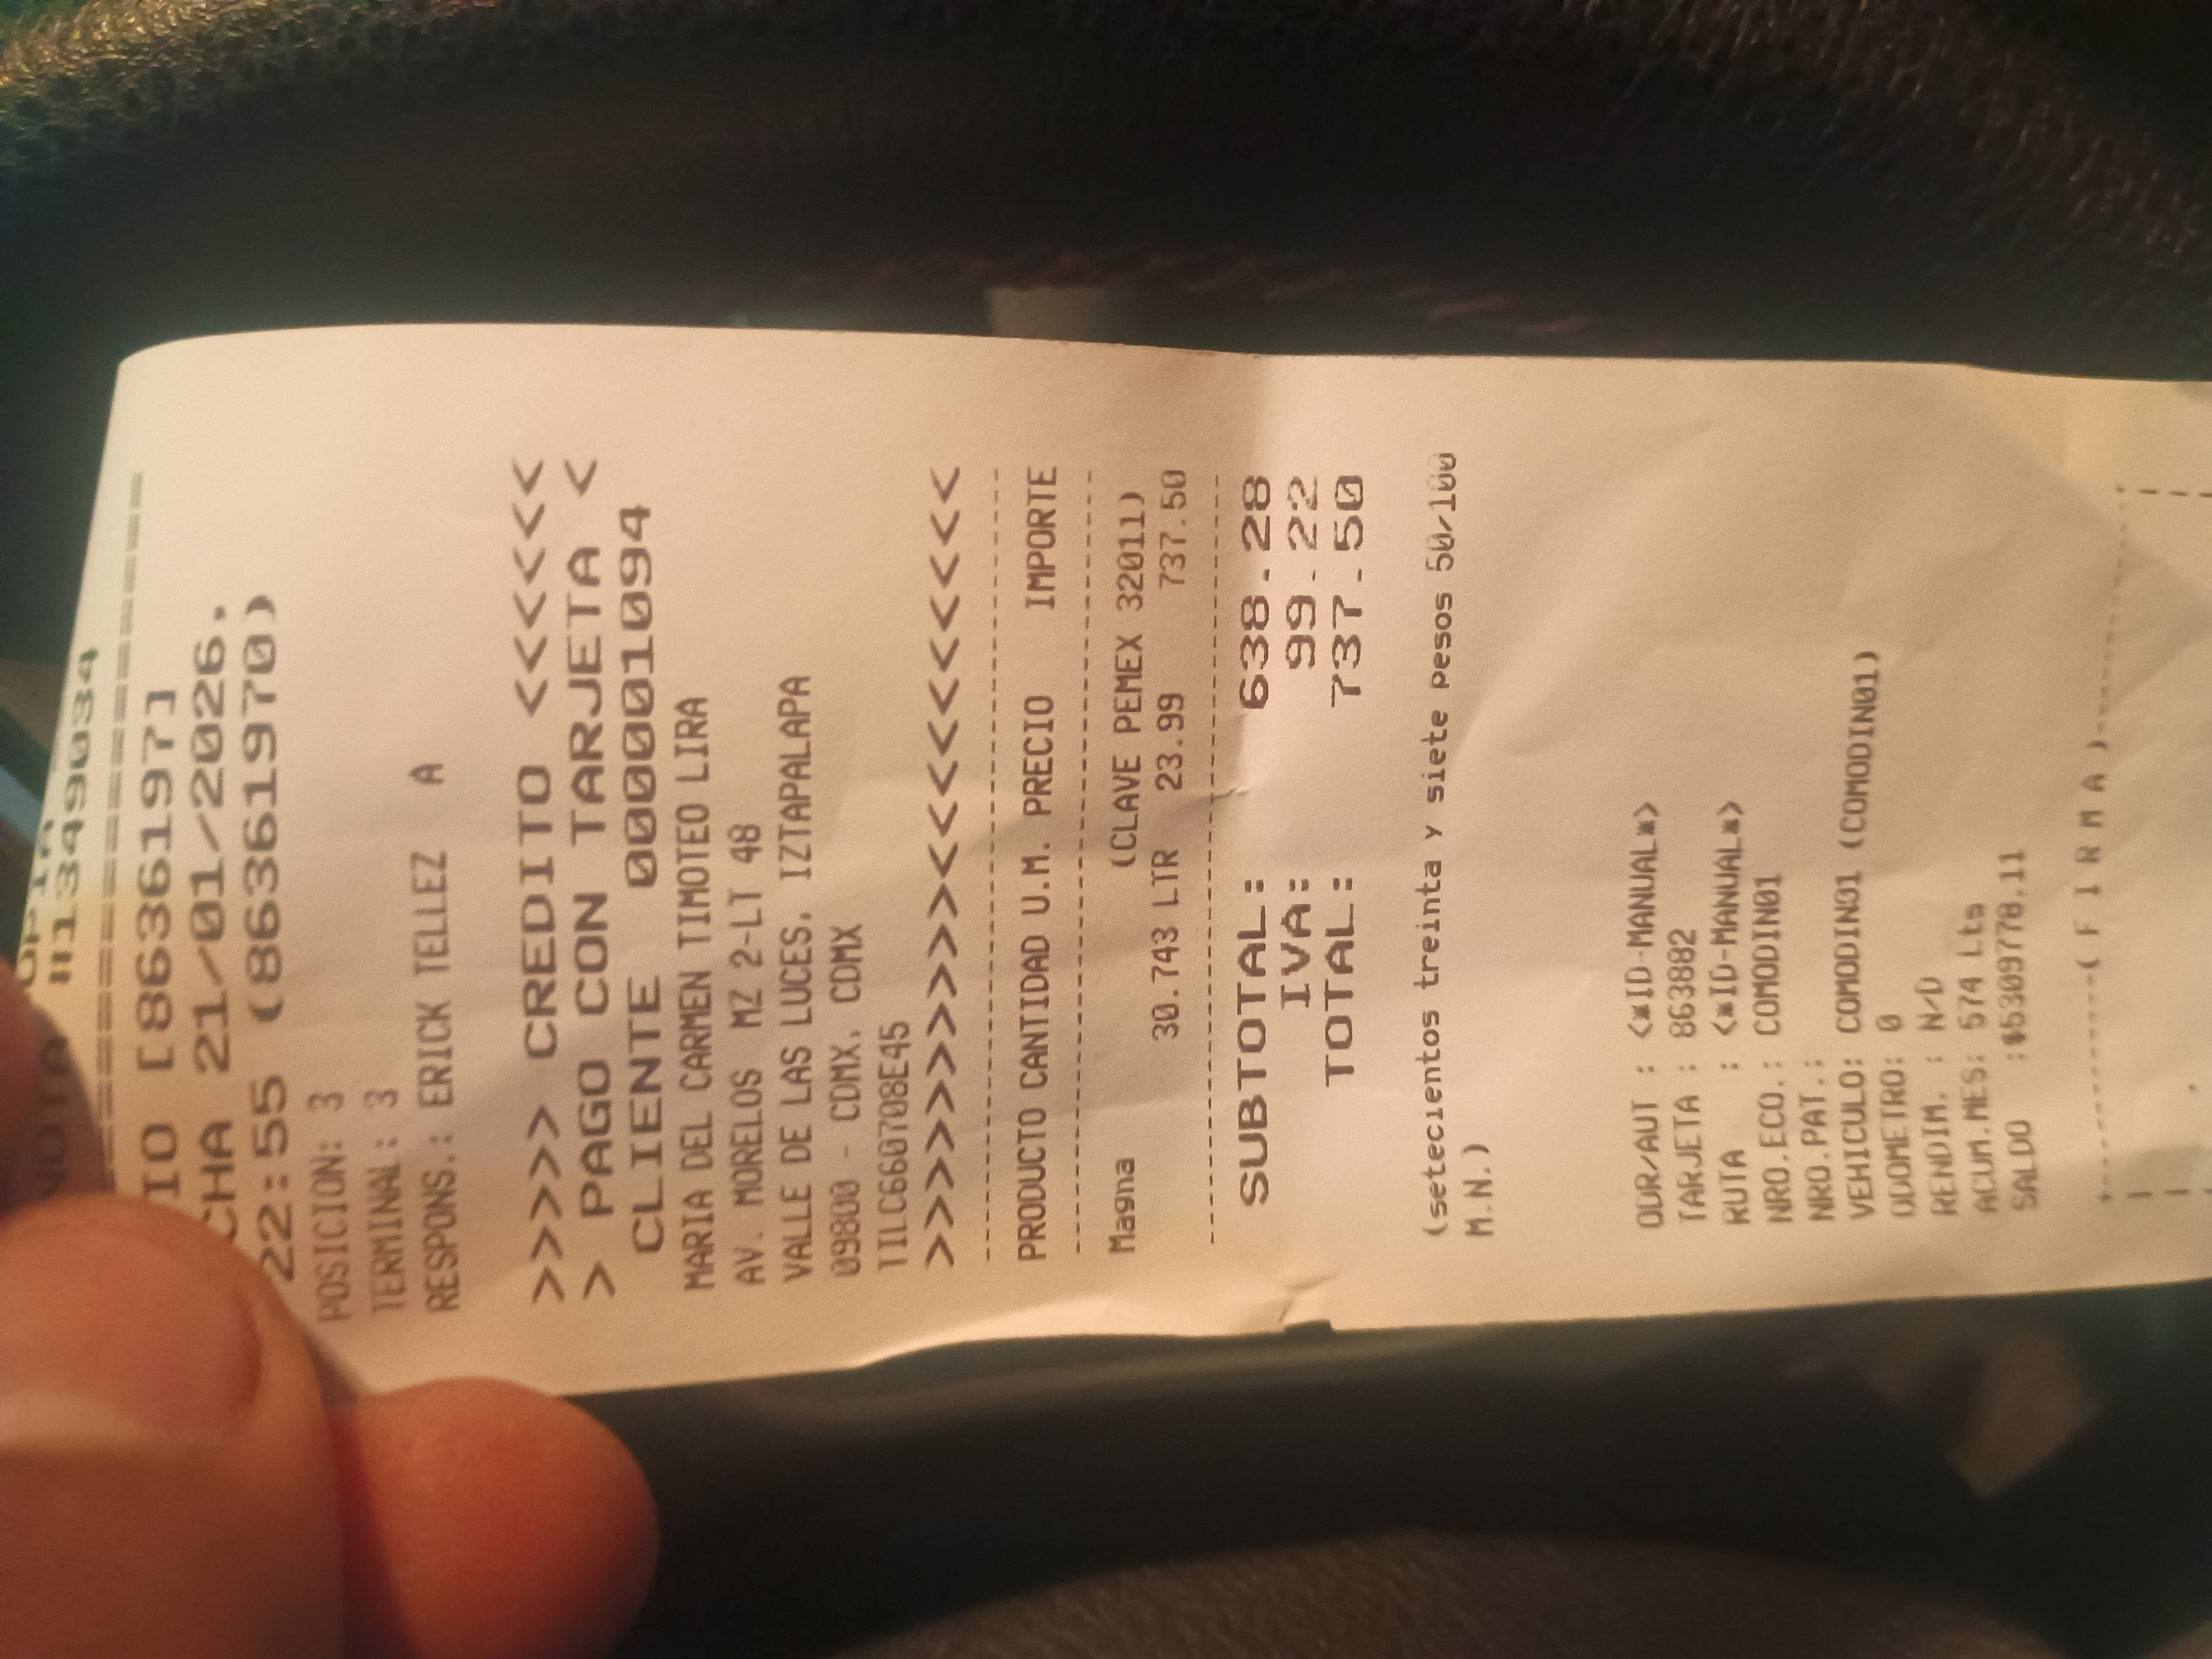 #13490034
================
IO [8636197]
CHA 21/01/2026,
22:55 (86361970)
POSICION: 3
TERMINAL: 3
RESPONS.: ERICK TELLEZ A
>>>>> CREDITO <<<<<<
> PAGO CON TARJETA <
CLIENTE 0000001094
MARIA DEL CARMEN TIMOTEO LIRA
AV. MORELOS MZ 2-LT 48
VALLE DE LAS LUCES, IZTAPALAPA
09800 - CDMX, CDMX
TILC660708E45
>>>>>>>>>><<<<<<<<<<
PRODUCTO CANTIDAD U.M. PRECIO IMPORTE
Magna (CLAVE PEMEX 32011)
30.743 LTR 23.99 737.50
SUBTOTAL: 638.28
IVA: 99.22
TOTAL: 737.50
(setecientos treinta y siete pesos 50/100
M.N.)
ODR/AUT : <*ID-MANUAL*>
TARJETA : 863882
RUTA : <*ID-MANUAL*>
NRO.ECO.: COMODIN01
NRO.PAT.:
VEHICULO: COMODIN01 (COMODIN01)
ODOMETRO: 0
RENDIM. : N/D
ACUM.MES: 574 Lts
SALDO :$5309778.11
+--------( F I R M A )--------+